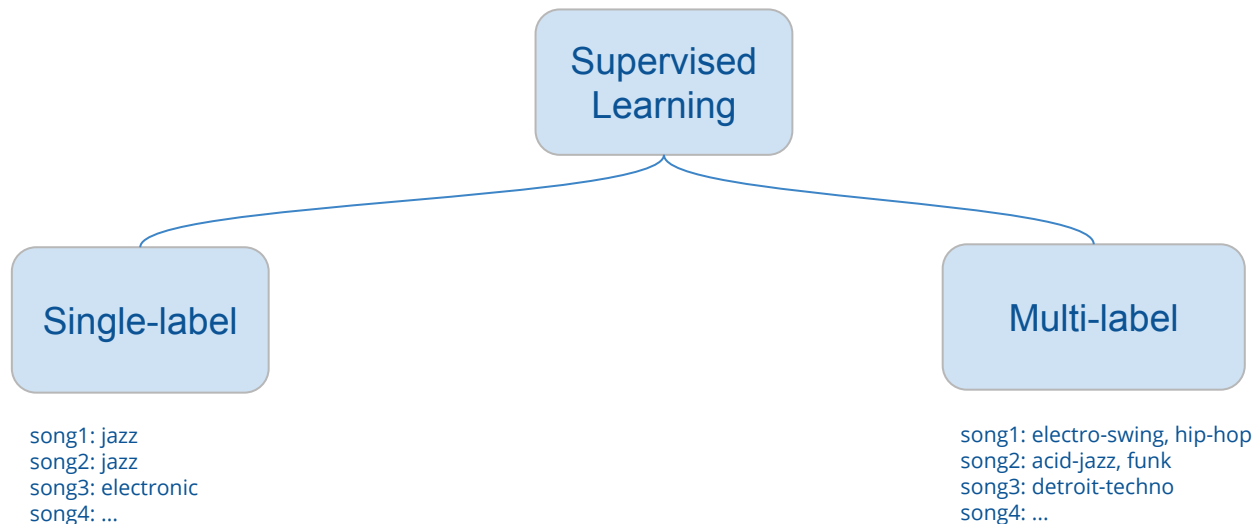 Supervised
Learning
Single-label
Multi-label
song1: jazz
song2: jazz
song3: electronic
song4: ...
song1: electro-swing, hip-hop
song2: acid-jazz, funk
song3: detroit-techno
song4: ...